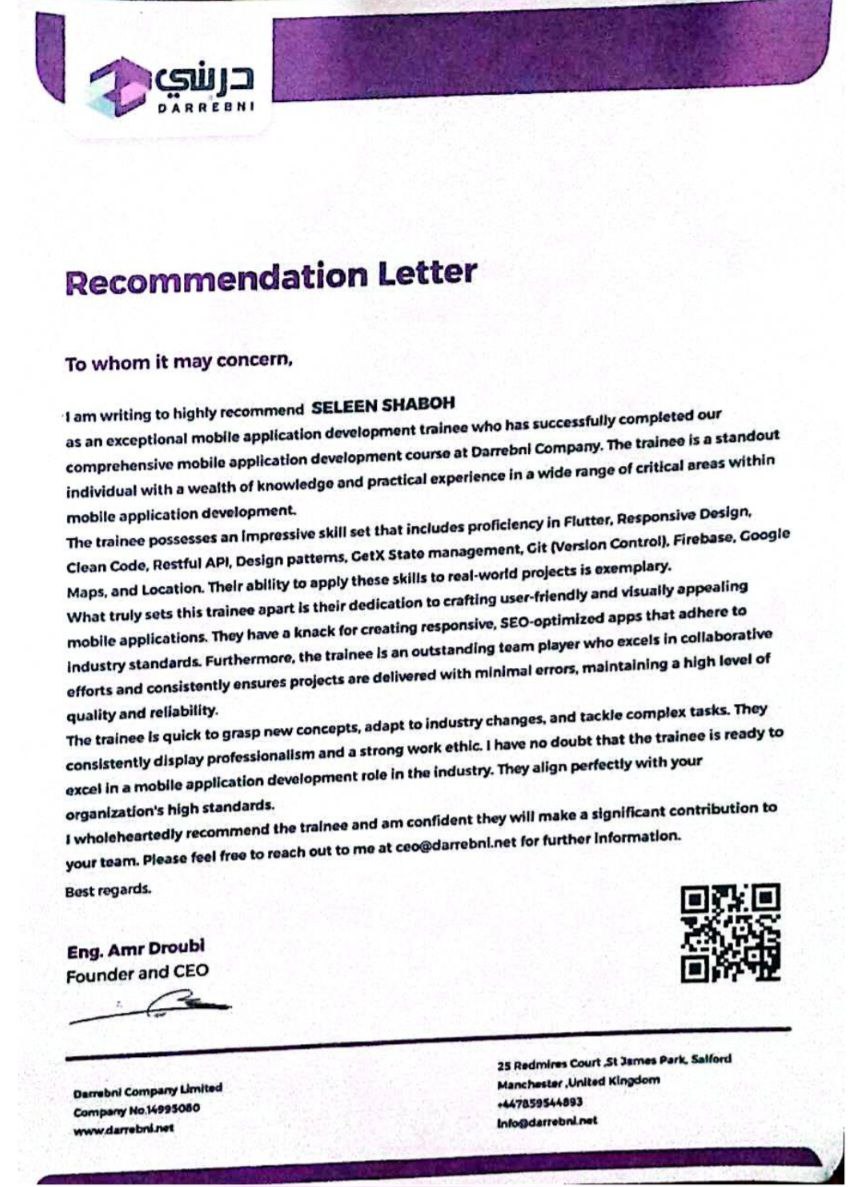 دربني
DARREBNI
Recommendation Letter
To whom it may concern,
I am writing to highly recommend SELEEN SHABOH
as an exceptional mobile application development trainee who has successfully completed our
comprehensive mobile application development course at Darrebni Company. The trainee is a standout
individual with a wealth of knowledge and practical experience in a wide range of critical areas within
mobile application development.
The trainee possesses an impressive skill set that includes proficiency in Flutter, Responsive Design,
Clean Code, Restful API, Design patterns, GetX State management, Git (Version Control), Firebase, Google
Maps, and Location. Their ability to apply these skills to real-world projects is exemplary.
What truly sets this trainee apart is their dedication to crafting user-friendly and visually appealing
mobile applications. They have a knack for creating responsive, SEO-optimized apps that adhere to
industry standards. Furthermore, the trainee is an outstanding team player who excels in collaborative
efforts and consistently ensures projects are delivered with minimal errors, maintaining a high level of
quality and reliability.
The trainee is quick to grasp new concepts, adapt to industry changes, and tackle complex tasks. They
consistently display professionalism and a strong work ethic. I have no doubt that the trainee is ready to
excel in a mobile application development role in the industry. They align perfectly with your
organization's high standards.
I wholeheartedly recommend the trainee and am confident they will make a significant contribution to
your team. Please feel free to reach out to me at ceo@darrebni.net for further information.
Best regards.
Eng. Amr Droubi
Founder and CEO
Darrebni Company Limited
Company No.14995080
www.darrebni.net
25 Redmires Court ,St James Park, Salford
Manchester ,United Kingdom
+447859544893
Info@darrebni.net